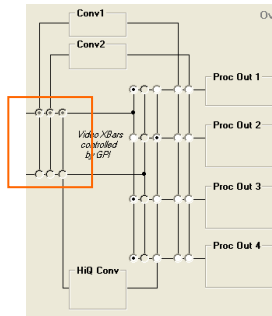 Conv1
Ov
Conv2
Proc Out 1
Video XBars
controlled
by GPI
Proc Out 2
Proc Out 3
Proc Out 4
HiQ Conv